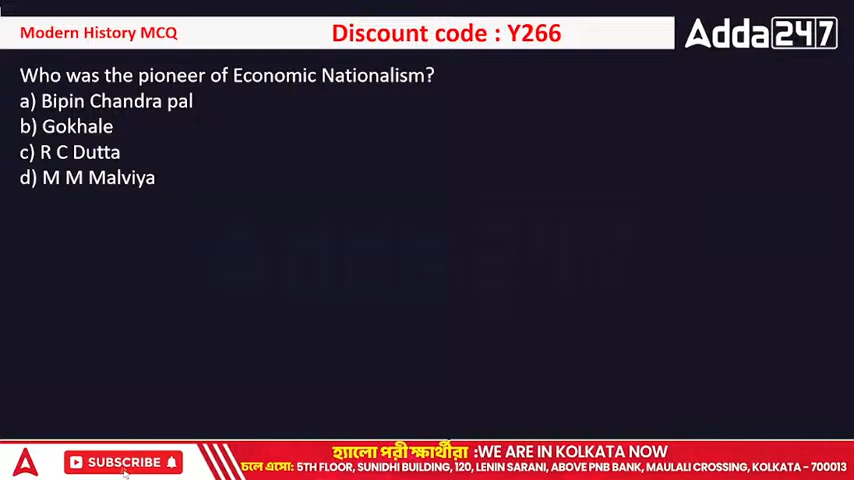 Modern History MCQ
Discount code : Y266
Adda247
Who was the pioneer of Economic Nationalism?
a) Bipin Chandra pal
b) Gokhale
c) R C Dutta
d) M M Malviya
SUBSCRIBE
হ্যালো পরীক্ষার্থীরা :WE ARE IN KOLKATA NOW
চলে এসো: 5TH FLOOR, SUNIDHI BUILDING, 120, LENIN SARANI, ABOVE PNB BANK, MAULALI CROSSING, KOLKATA - 700013